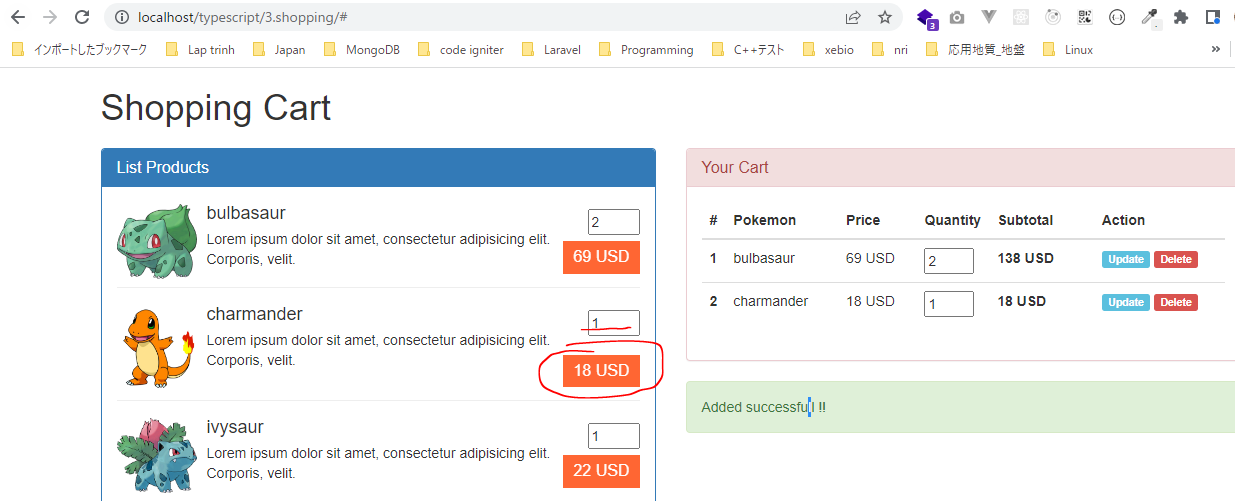 localhost/typescript/3.shopping/#
3
インポートしたブックマーク Lap trinh Japan MongoDB code igniter Laravel Programming C++テスト xebio nri 応用地質_地盤 Linux »
Shopping Cart
List Products
bulbasaur
2
Lorem ipsum dolor sit amet, consectetur adipisicing elit.
Corporis, velit.
69 USD
charmander
1
Lorem ipsum dolor sit amet, consectetur adipisicing elit.
Corporis, velit.
18 USD
ivysaur
1
Lorem ipsum dolor sit amet, consectetur adipisicing elit.
Corporis, velit.
22 USD
Your Cart
# Pokemon Price Quantity Subtotal Action
1 bulbasaur 69 USD 2 138 USD Update Delete
2 charmander 18 USD 1 18 USD Update Delete
Added successfull !!